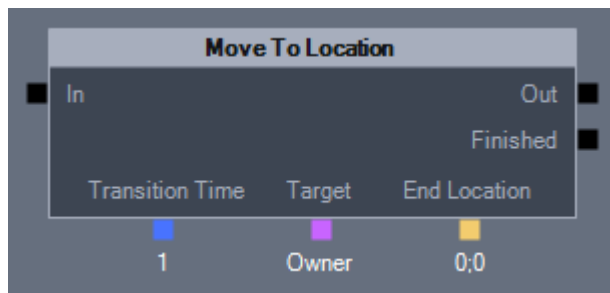 Move To Location
In Out
Finished
Transition Time Target End Location
1 Owner 0;0